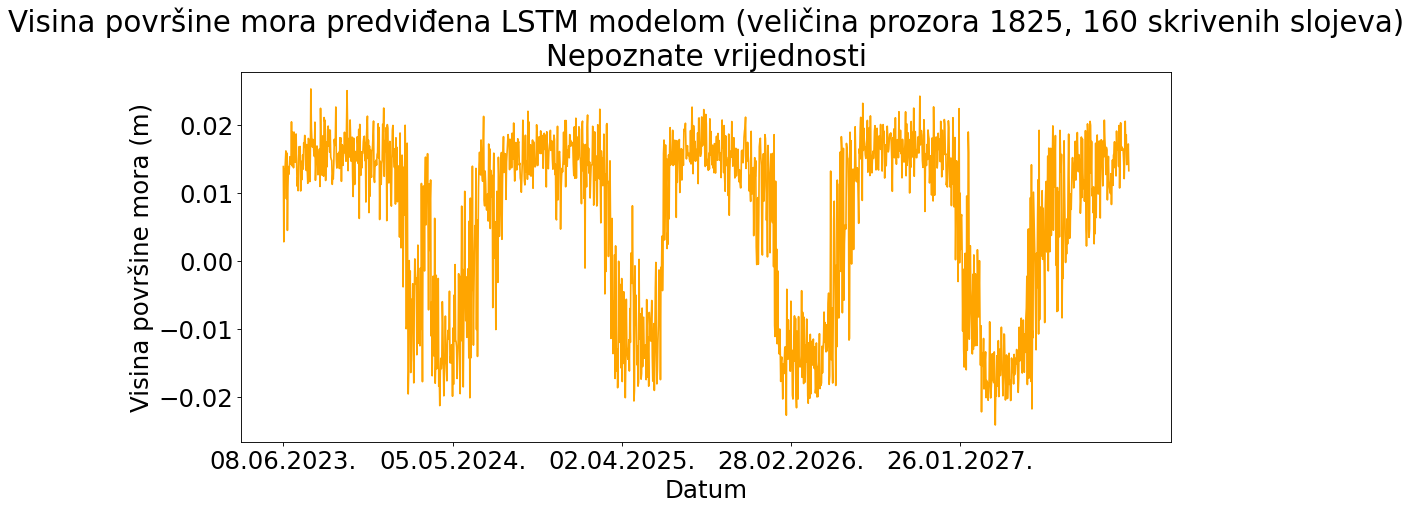 Visina površine mora predviđena LSTM modelom (veličina prozora 1825, 160 skrivenih slojeva)
Nepoznate vrijednosti
Visina površine mora (m)
0.02
0.01
0.00
−0.01
−0.02
08.06.2023. 05.05.2024. 02.04.2025. 28.02.2026. 26.01.2027.
Datum